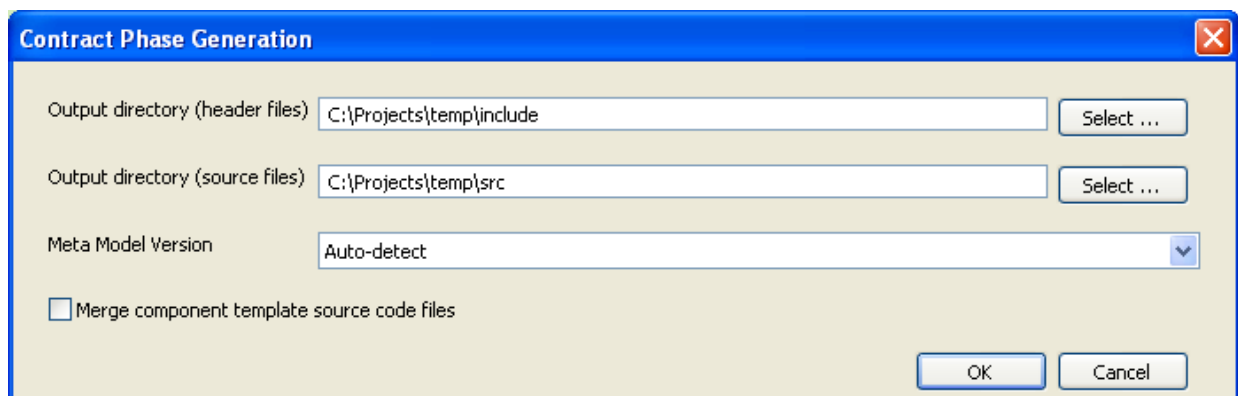 Contract Phase Generation
Output directory (header files) C:\Projects\temp\include Select ...
Output directory (source files) C:\Projects\temp\src Select ...
Meta Model Version Auto-detect
Merge component template source code files
OK Cancel